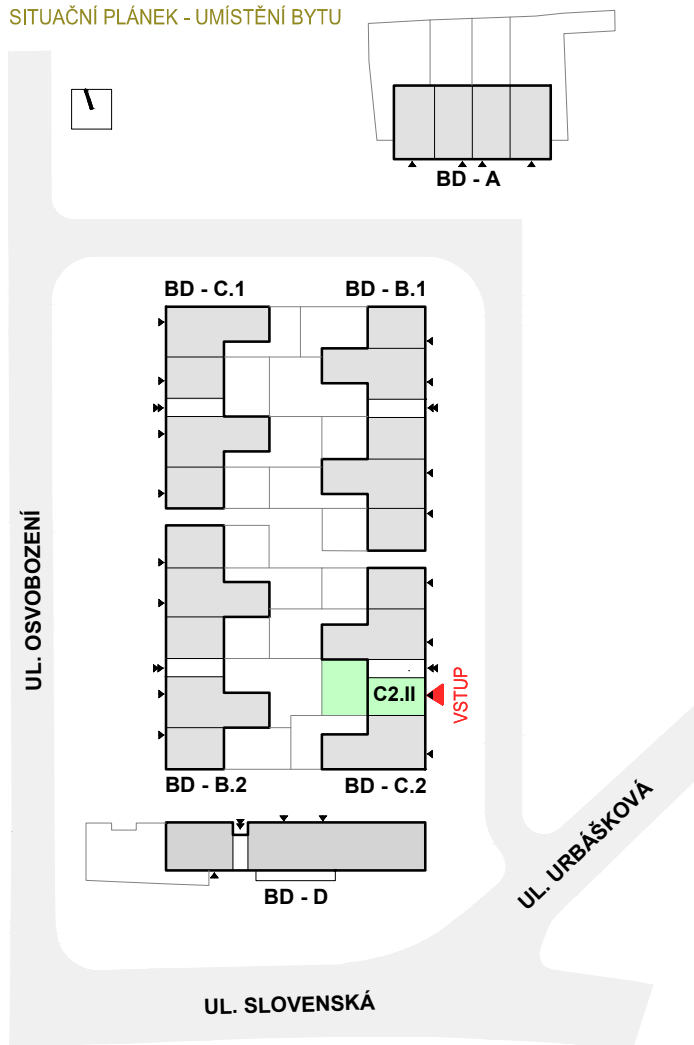 SITUAČNÍ PLÁNEK - UMÍSTĚNÍ BYTU
BD - A
BD - C.1
BD - B.1
UL. OSVOBOZENÍ
C2.II
VSTUP
BD - B.2
BD - C.2
UL. URBÁŠKOVÁ
BD - D
UL. SLOVENSKÁ